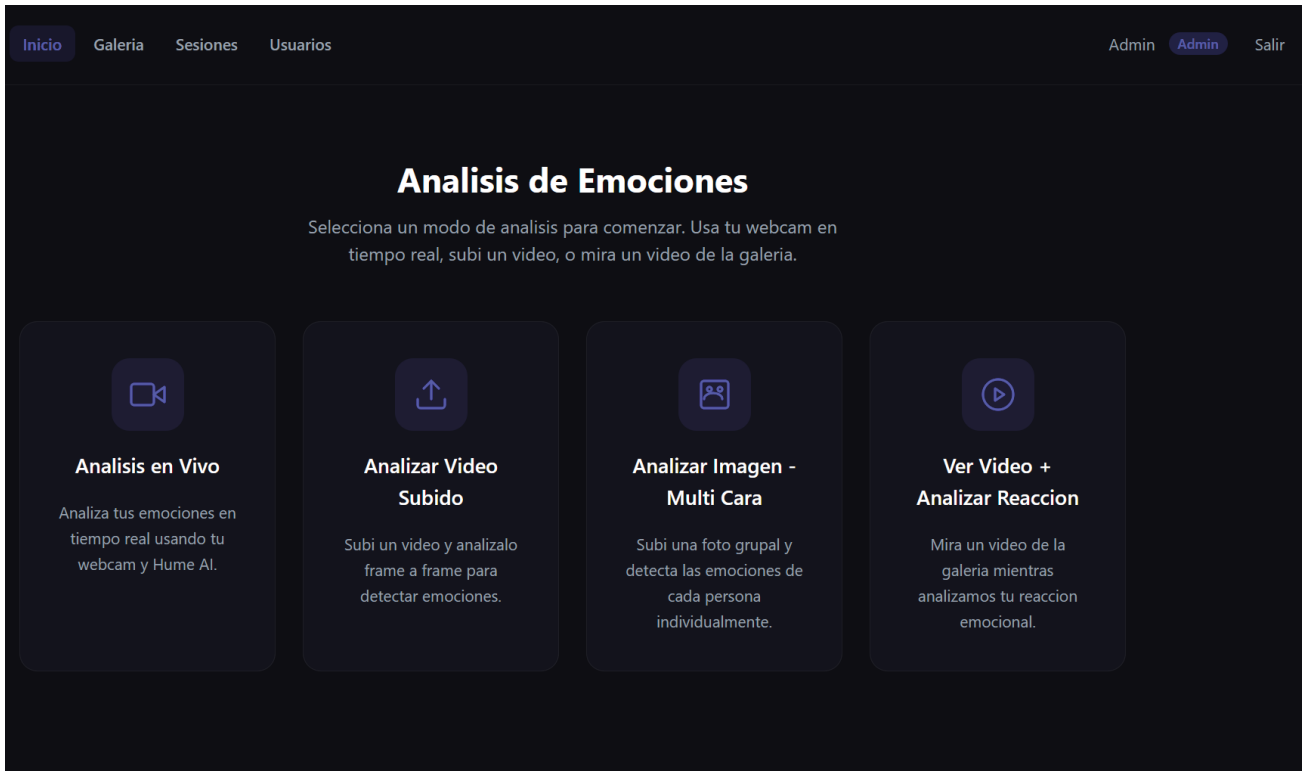 Inicio Galeria Sesiones Usuarios Admin Admin Salir
Analisis de Emociones
Selecciona un modo de analisis para comenzar. Usa tu webcam en
tiempo real, subi un video, o mira un video de la galeria.
Analisis en Vivo
Analiza tus emociones en
tiempo real usando tu
webcam y Hume AI.
Analizar Video
Subido
Subi un video y analizalo
frame a frame para
detectar emociones.
Analizar Imagen -
Multi Cara
Subi una foto grupal y
detecta las emociones de
cada persona
individualmente.
Ver Video +
Analizar Reaccion
Mira un video de la
galeria mientras
analizamos tu reaccion
emocional.